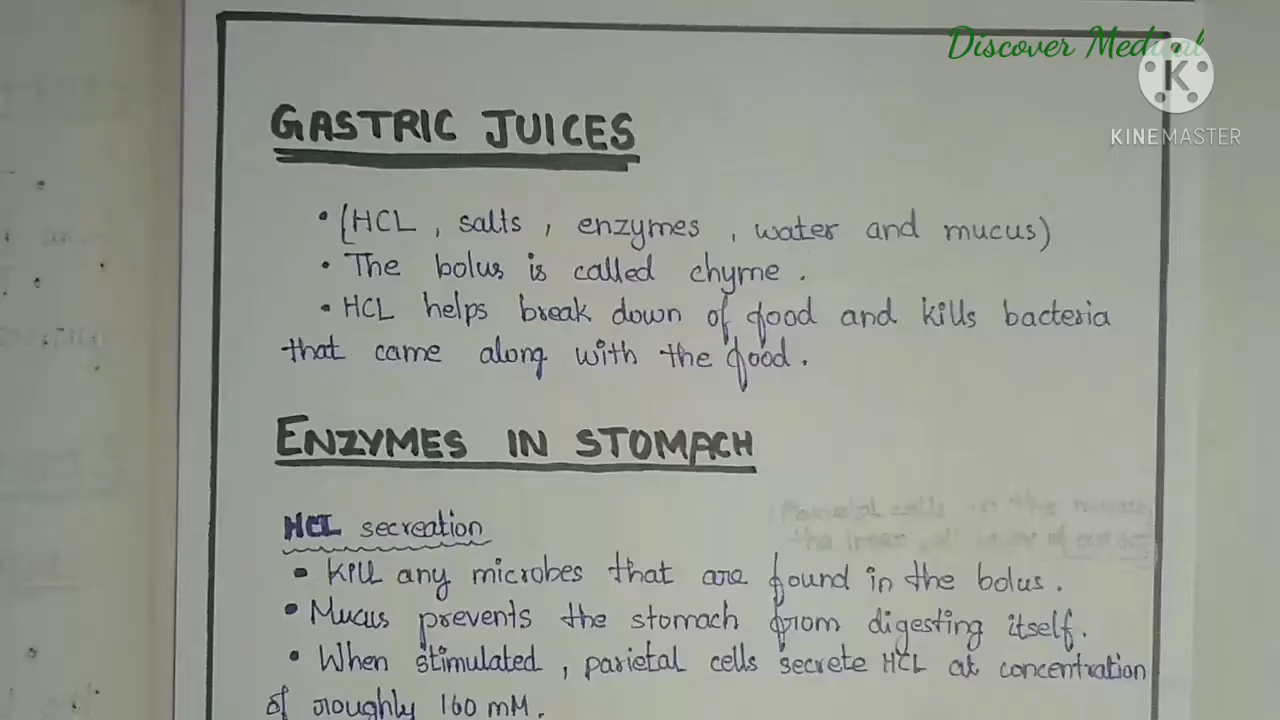 Discover Medical
K
KINEMASTER
GASTRIC JUICES
• (HCL, salts, enzymes, water and mucus)
• The bolus is called chyme.
• HCL helps break down of food and kills bacteria
that came along with the food.
ENZYMES IN STOMACH
HCL secreation
• Kill any microbes that are found in the bolus.
• Mucus prevents the stomach from digesting itself.
• When stimulated, parietal cells secrete HCL at concentration
of roughly 160 mM.